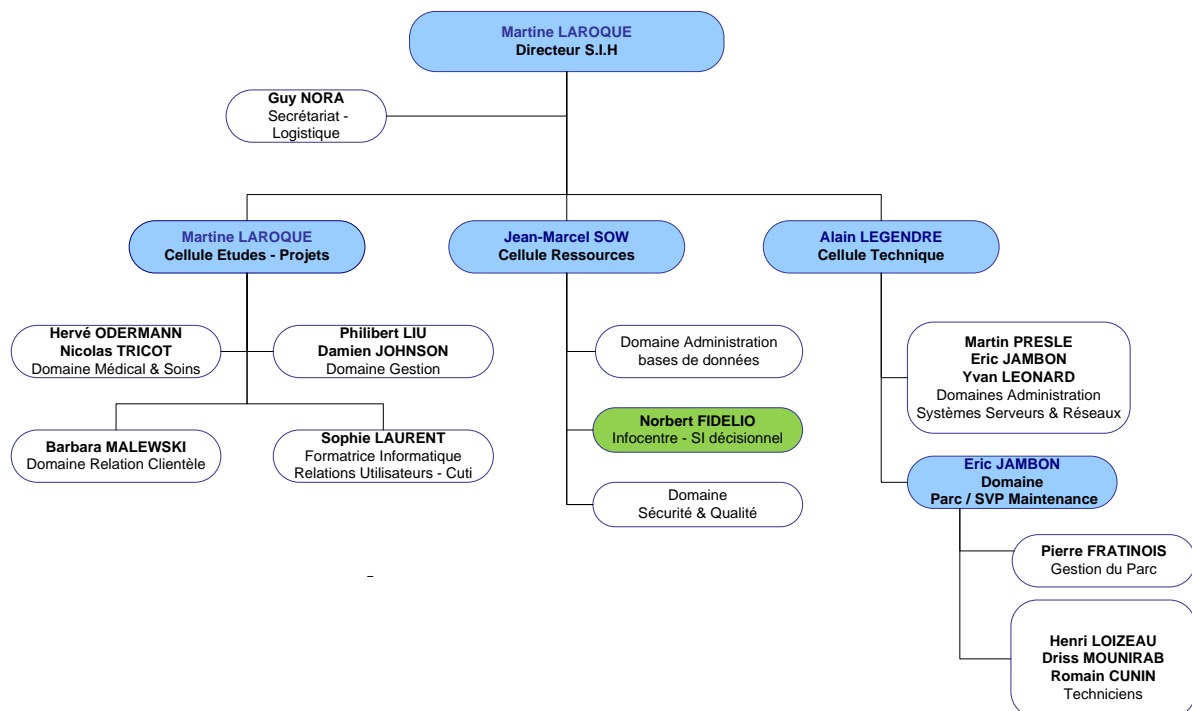 Martine LAROQUE
Directeur S.I.H
Guy NORA
Secrétariat -
Logistique
Martine LAROQUE
Cellule Etudes - Projets
Jean-Marcel SOW
Cellule Ressources
Alain LEGENDRE
Cellule Technique
Hervé ODERMANN
Nicolas TRICOT
Domaine Médical & Soins
Philibert LIU
Damien JOHNSON
Domaine Gestion
Barbara MALEWSKI
Domaine Relation Clientèle
Sophie LAURENT
Formatrice Informatique
Relations Utilisateurs - Cuti
Domaine Administration
bases de données
Norbert FIDELIO
Infocentre - SI décisionnel
Domaine
Sécurité & Qualité
Martin PRESLE
Eric JAMBON
Yvan LEONARD
Domaines Administration
Systèmes Serveurs & Réseaux
Eric JAMBON
Domaine
Parc / SVP Maintenance
Pierre FRATINOIS
Gestion du Parc
Henri LOIZEAU
Driss MOUNIRAB
Romain CUNIN
Techniciens